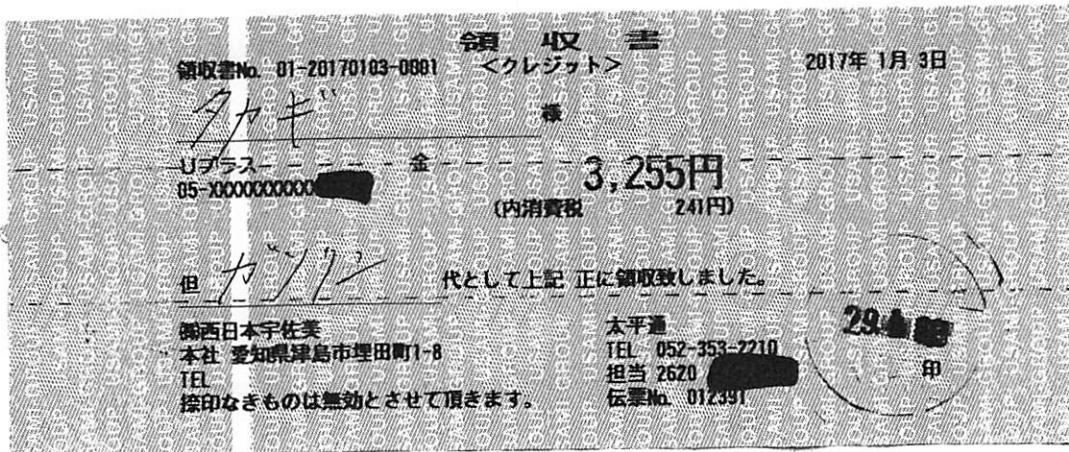 領収書
領収書No. 01-20170103-0001 <クレジット> 2017年 1月 3日
タカギ 様
Uプラス 金 3,255円
05-XXXXXXXXXXX
(内消費税 241円)
但 ガソリン 代として上記 正に領収致しました。
㈱西日本宇佐美 太平通
本社 愛知県津島市埋田町1-8 TEL 052-353-2210
TEL 担当 2620 印
捺印なきものは無効とさせて頂きます。 伝票No. 012391